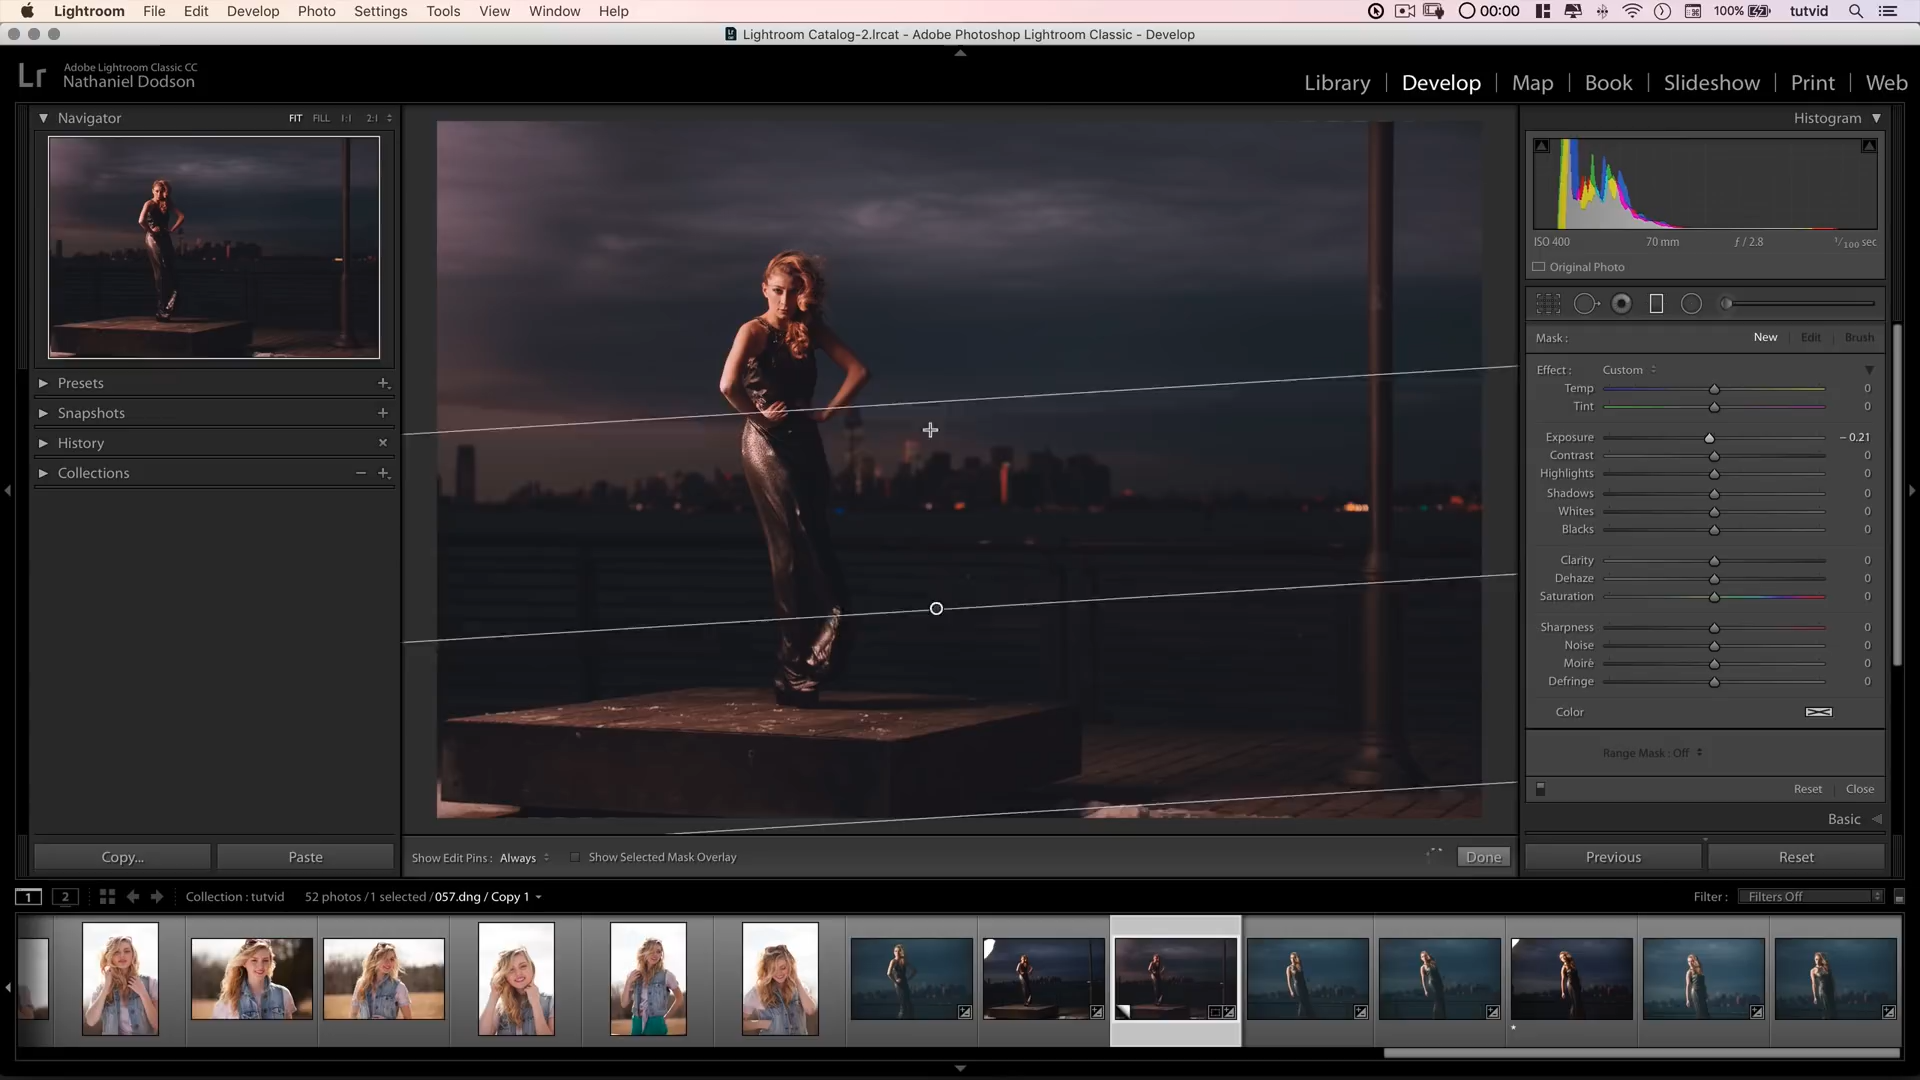 Lightroom File Edit Develop Photo Settings Tools View Window Help 00:00 100% tutvid
Lightroom Catalog-2.lrcat - Adobe Photoshop Lightroom Classic - Develop
Lr Adobe Lightroom Classic CC
Nathaniel Dodson
Library | Develop | Map | Book | Slideshow | Print | Web
Navigator FIT FILL 1:1 2:1
Presets
Snapshots
History
Collections
Copy... Paste
Show Edit Pins : Always Show Selected Mask Overlay Done
Histogram
ISO 400 70 mm ƒ / 2.8 1/100 sec
Original Photo
Mask : New Edit Brush
Effect : Custom
Temp 0
Tint 0
Exposure – 0.21
Contrast 0
Highlights 0
Shadows 0
Whites 0
Blacks 0
Clarity 0
Dehaze 0
Saturation 0
Sharpness 0
Noise 0
Moiré 0
Defringe 0
Color
Range Mask : Off
Reset Close
Basic
Previous Reset
1 2 Collection : tutvid 52 photos / 1 selected / 057.dng / Copy 1 Filter : Filters Off